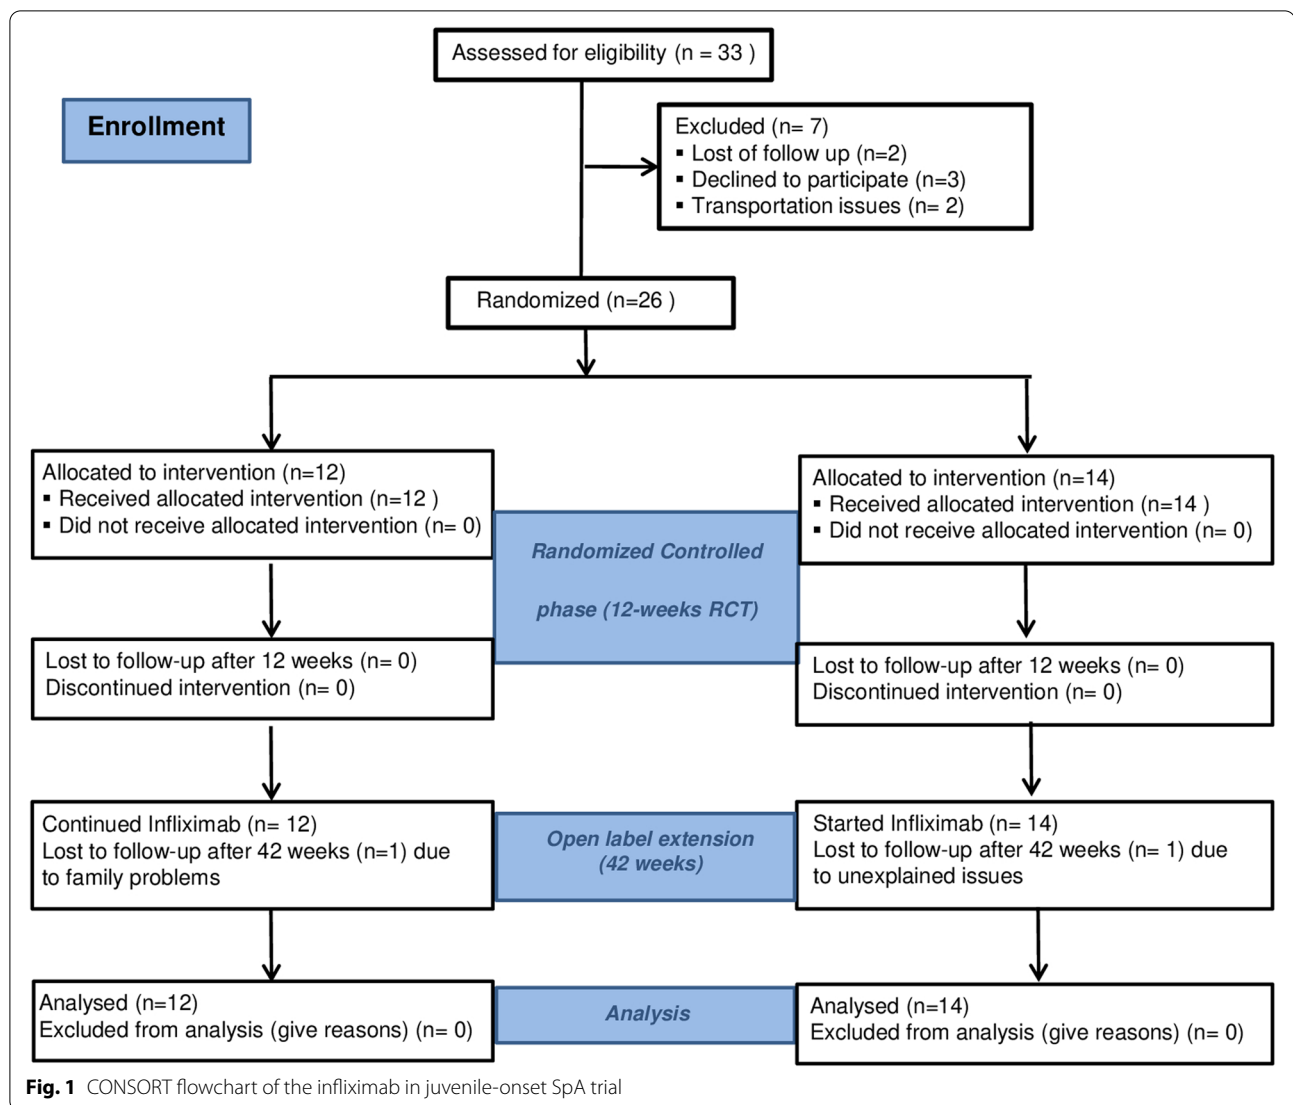 Assessed for eligibility (n = 33 )
Enrollment
Excluded (n= 7)
▪ Lost of follow up (n=2)
▪ Declined to participate (n=3)
▪ Transportation issues (n= 2)
Randomized (n=26 )
Allocated to intervention (n=12)
▪ Received allocated intervention (n=12 )
▪ Did not receive allocated intervention (n= 0)
Allocated to intervention (n=14)
▪ Received allocated intervention (n=14 )
▪ Did not receive allocated intervention (n= 0)
Randomized Controlled
phase (12-weeks RCT)
Lost to follow-up after 12 weeks (n= 0)
Discontinued intervention (n= 0)
Lost to follow-up after 12 weeks (n= 0)
Discontinued intervention (n= 0)
Continued Infliximab (n= 12)
Lost to follow-up after 42 weeks (n=1) due
to family problems
Open label extension
(42 weeks)
Started Infliximab (n= 14)
Lost to follow-up after 42 weeks (n= 1) due
to unexplained issues
Analysed (n=12)
Excluded from analysis (give reasons) (n= 0)
Analysis
Analysed (n=14)
Excluded from analysis (give reasons) (n= 0)
Fig. 1 CONSORT flowchart of the infliximab in juvenile-onset SpA trial